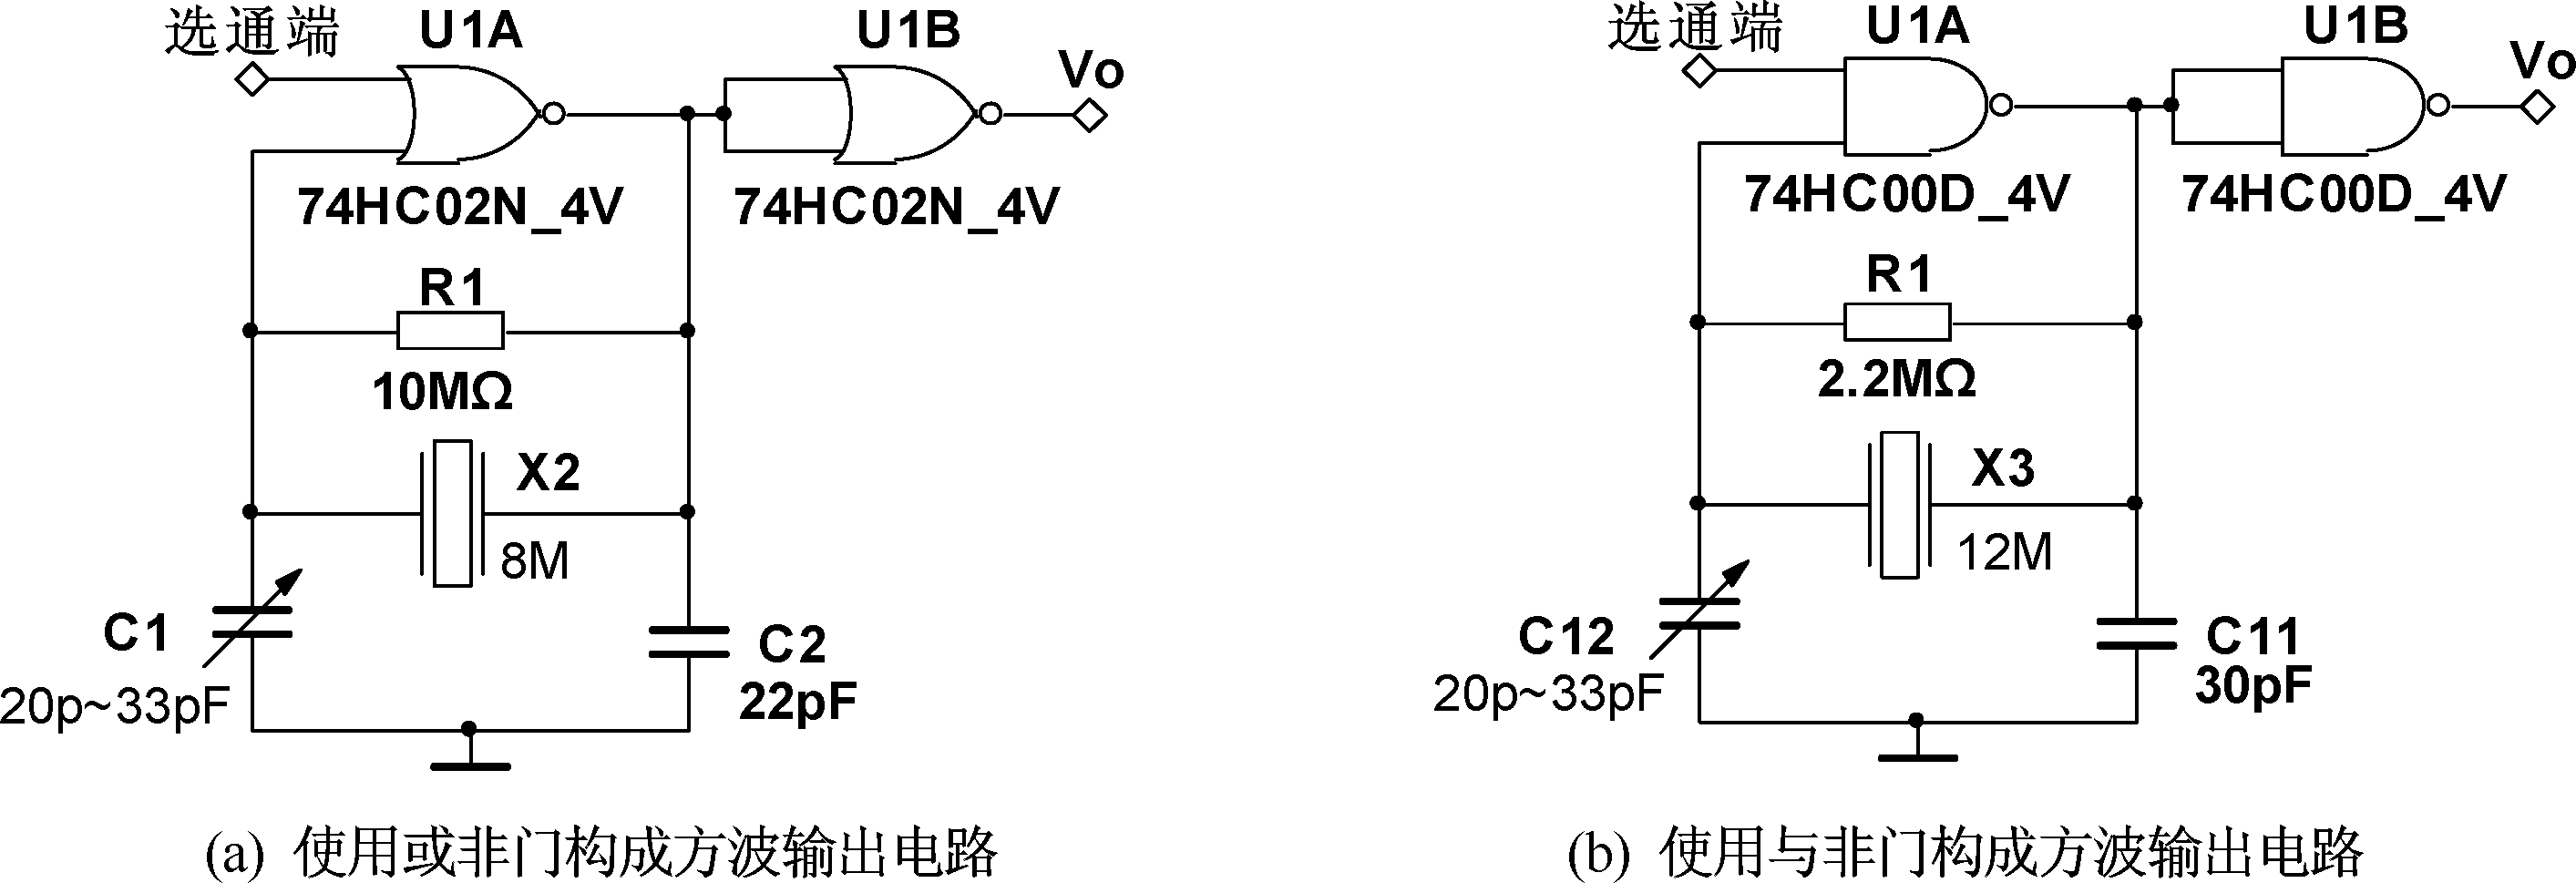 选通端
U1A
U1B
Vo
74HC02N_4V
74HC02N_4V
R1
10MΩ
X2
8M
C1
20p~33pF
C2
22pF
(a) 使用或非门构成方波输出电路
选通端
U1A
U1B
Vo
74HC00D_4V
74HC00D_4V
R1
2.2MΩ
X3
12M
C12
20p~33pF
C11
30pF
(b) 使用与非门构成方波输出电路